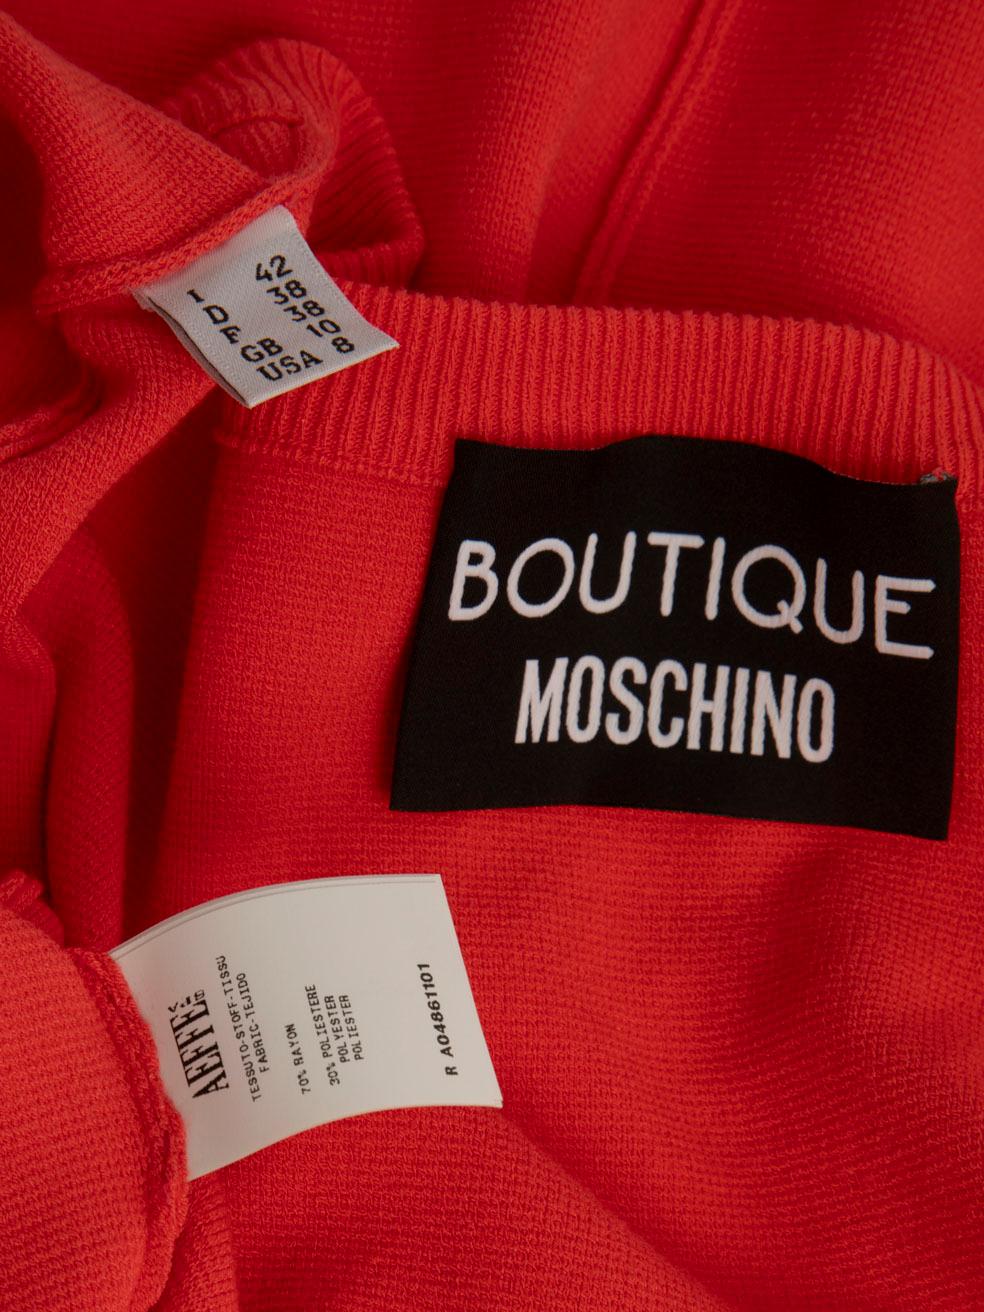 I 42
D 38
F 38
GB 10
USA 8
BOUTIQUE
MOSCHINO
AEFFE
TESSUTO-STOFF-TISSU
FABRIC-TEJIDO
70% RAYON
30% POLIESTERE
POLYESTER
POLIESTER
R A04861101